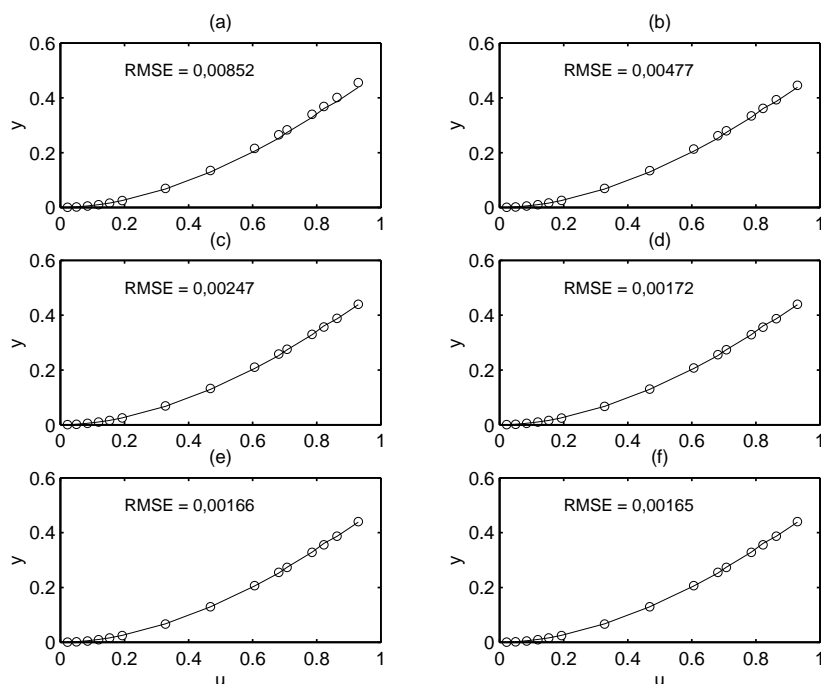 (a)
0.6
0.4
0.2
0
y
RMSE = 0,00852
0 0.2 0.4 0.6 0.8 1
(b)
0.6
0.4
0.2
0
y
RMSE = 0,00477
0 0.2 0.4 0.6 0.8 1
(c)
0.6
0.4
0.2
0
y
RMSE = 0,00247
0 0.2 0.4 0.6 0.8 1
(d)
0.6
0.4
0.2
0
y
RMSE = 0,00172
0 0.2 0.4 0.6 0.8 1
(e)
0.6
0.4
0.2
0
y
RMSE = 0,00166
0 0.2 0.4 0.6 0.8 1
u
(f)
0.6
0.4
0.2
0
y
RMSE = 0,00165
0 0.2 0.4 0.6 0.8 1
u